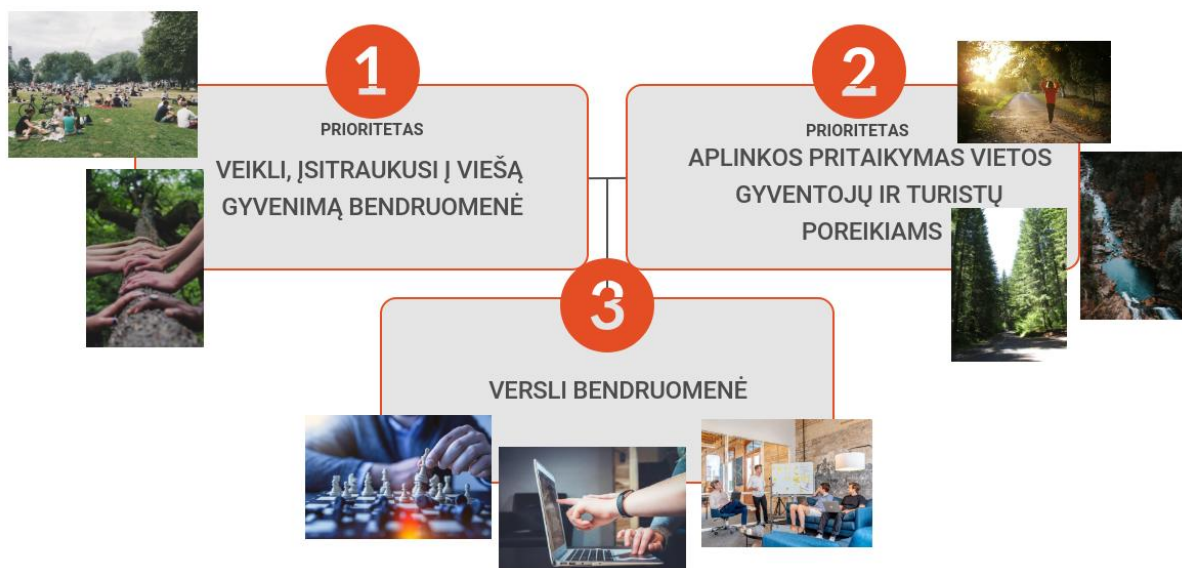 1
PRIORITETAS
VEIKLI, ĮSITRAUKUSI Į VIEŠĄ
GYVENIMĄ BENDRUOMENĖ
2
PRIORITETAS
APLINKOS PRITAIKYMAS VIETOS
GYVENTOJŲ IR TURISTŲ
POREIKIAMS
3
VERSLI BENDRUOMENĖ